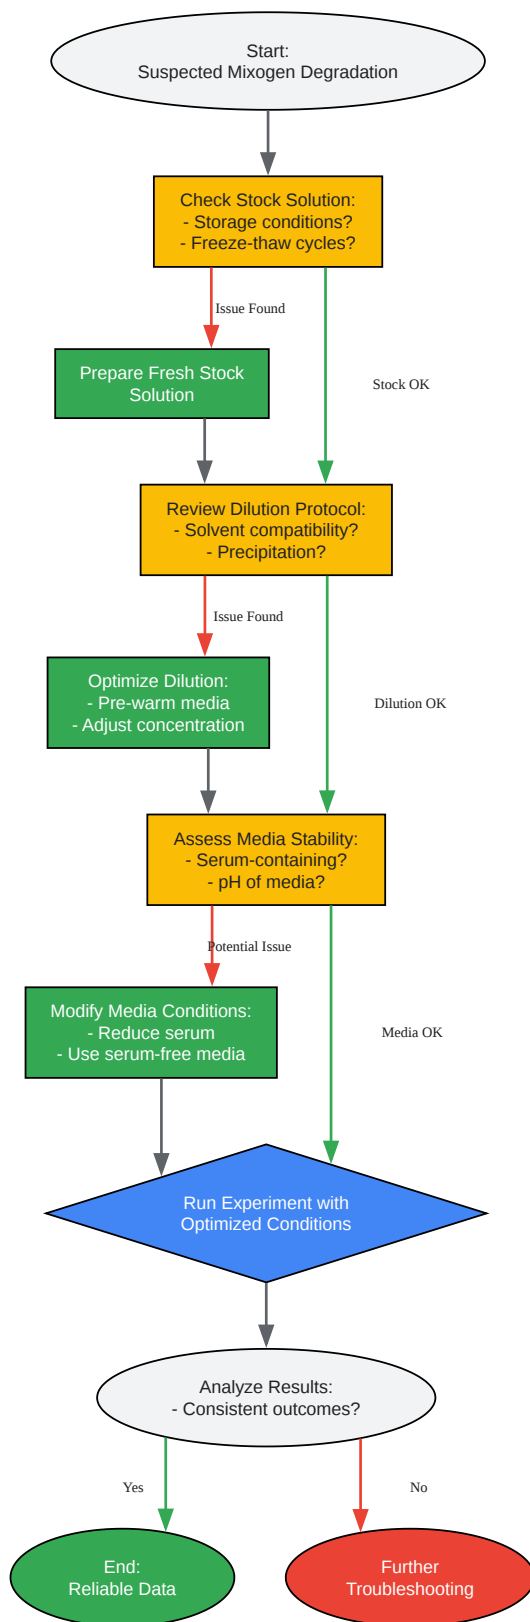 Start:
Suspected Mixogen Degradation
Check Stock Solution:
- Storage conditions?
- Freeze-thaw cycles?
Issue Found
Prepare Fresh Stock
Solution
Stock OK
Review Dilution Protocol:
- Solvent compatibility?
- Precipitation?
Issue Found
Optimize Dilution:
- Pre-warm media
- Adjust concentration
Dilution OK
Assess Media Stability:
- Serum-containing?
- pH of media?
Potential Issue
Modify Media Conditions:
- Reduce serum
- Use serum-free media
Media OK
Run Experiment with
Optimized Conditions
Analyze Results:
- Consistent outcomes?
Yes
No
End:
Reliable Data
Further
Troubleshooting